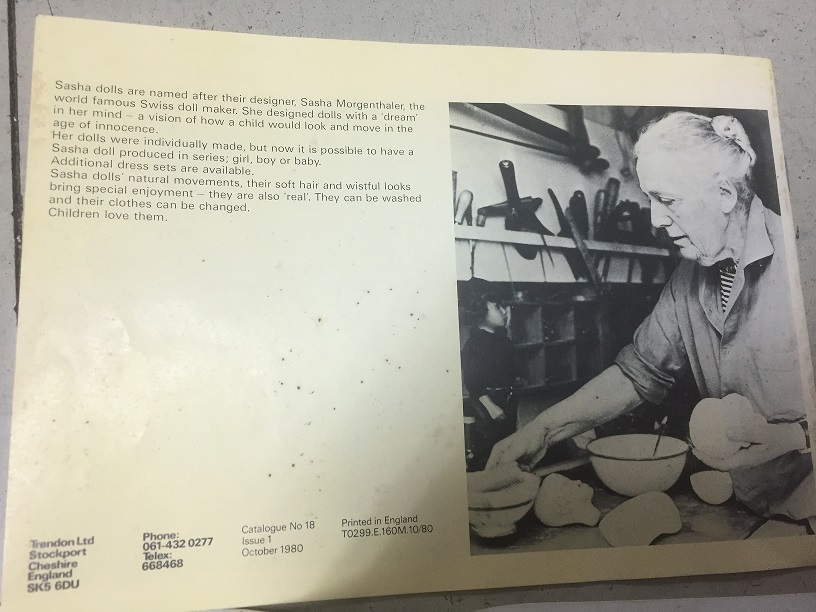 Sasha dolls are named after their designer, Sasha Morgenthaler, the
world famous Swiss doll maker. She designed dolls with a 'dream'
in her mind – a vision of how a child would look and move in the
age of innocence.
Her dolls were individually made, but now it is possible to have a
Sasha doll produced in series; girl, boy or baby.
Additional dress sets are available.
Sasha dolls' natural movements, their soft hair and wistful looks
bring special enjoyment – they are also 'real'. They can be washed
and their clothes can be changed.
Children love them.
Trendon Ltd
Stockport
Cheshire
England
SK5 6DU
Phone:
061-432 0277
Telex:
668468
Catalogue No 18
Issue 1
October 1980
Printed in England
T0299.E.160M.10/80